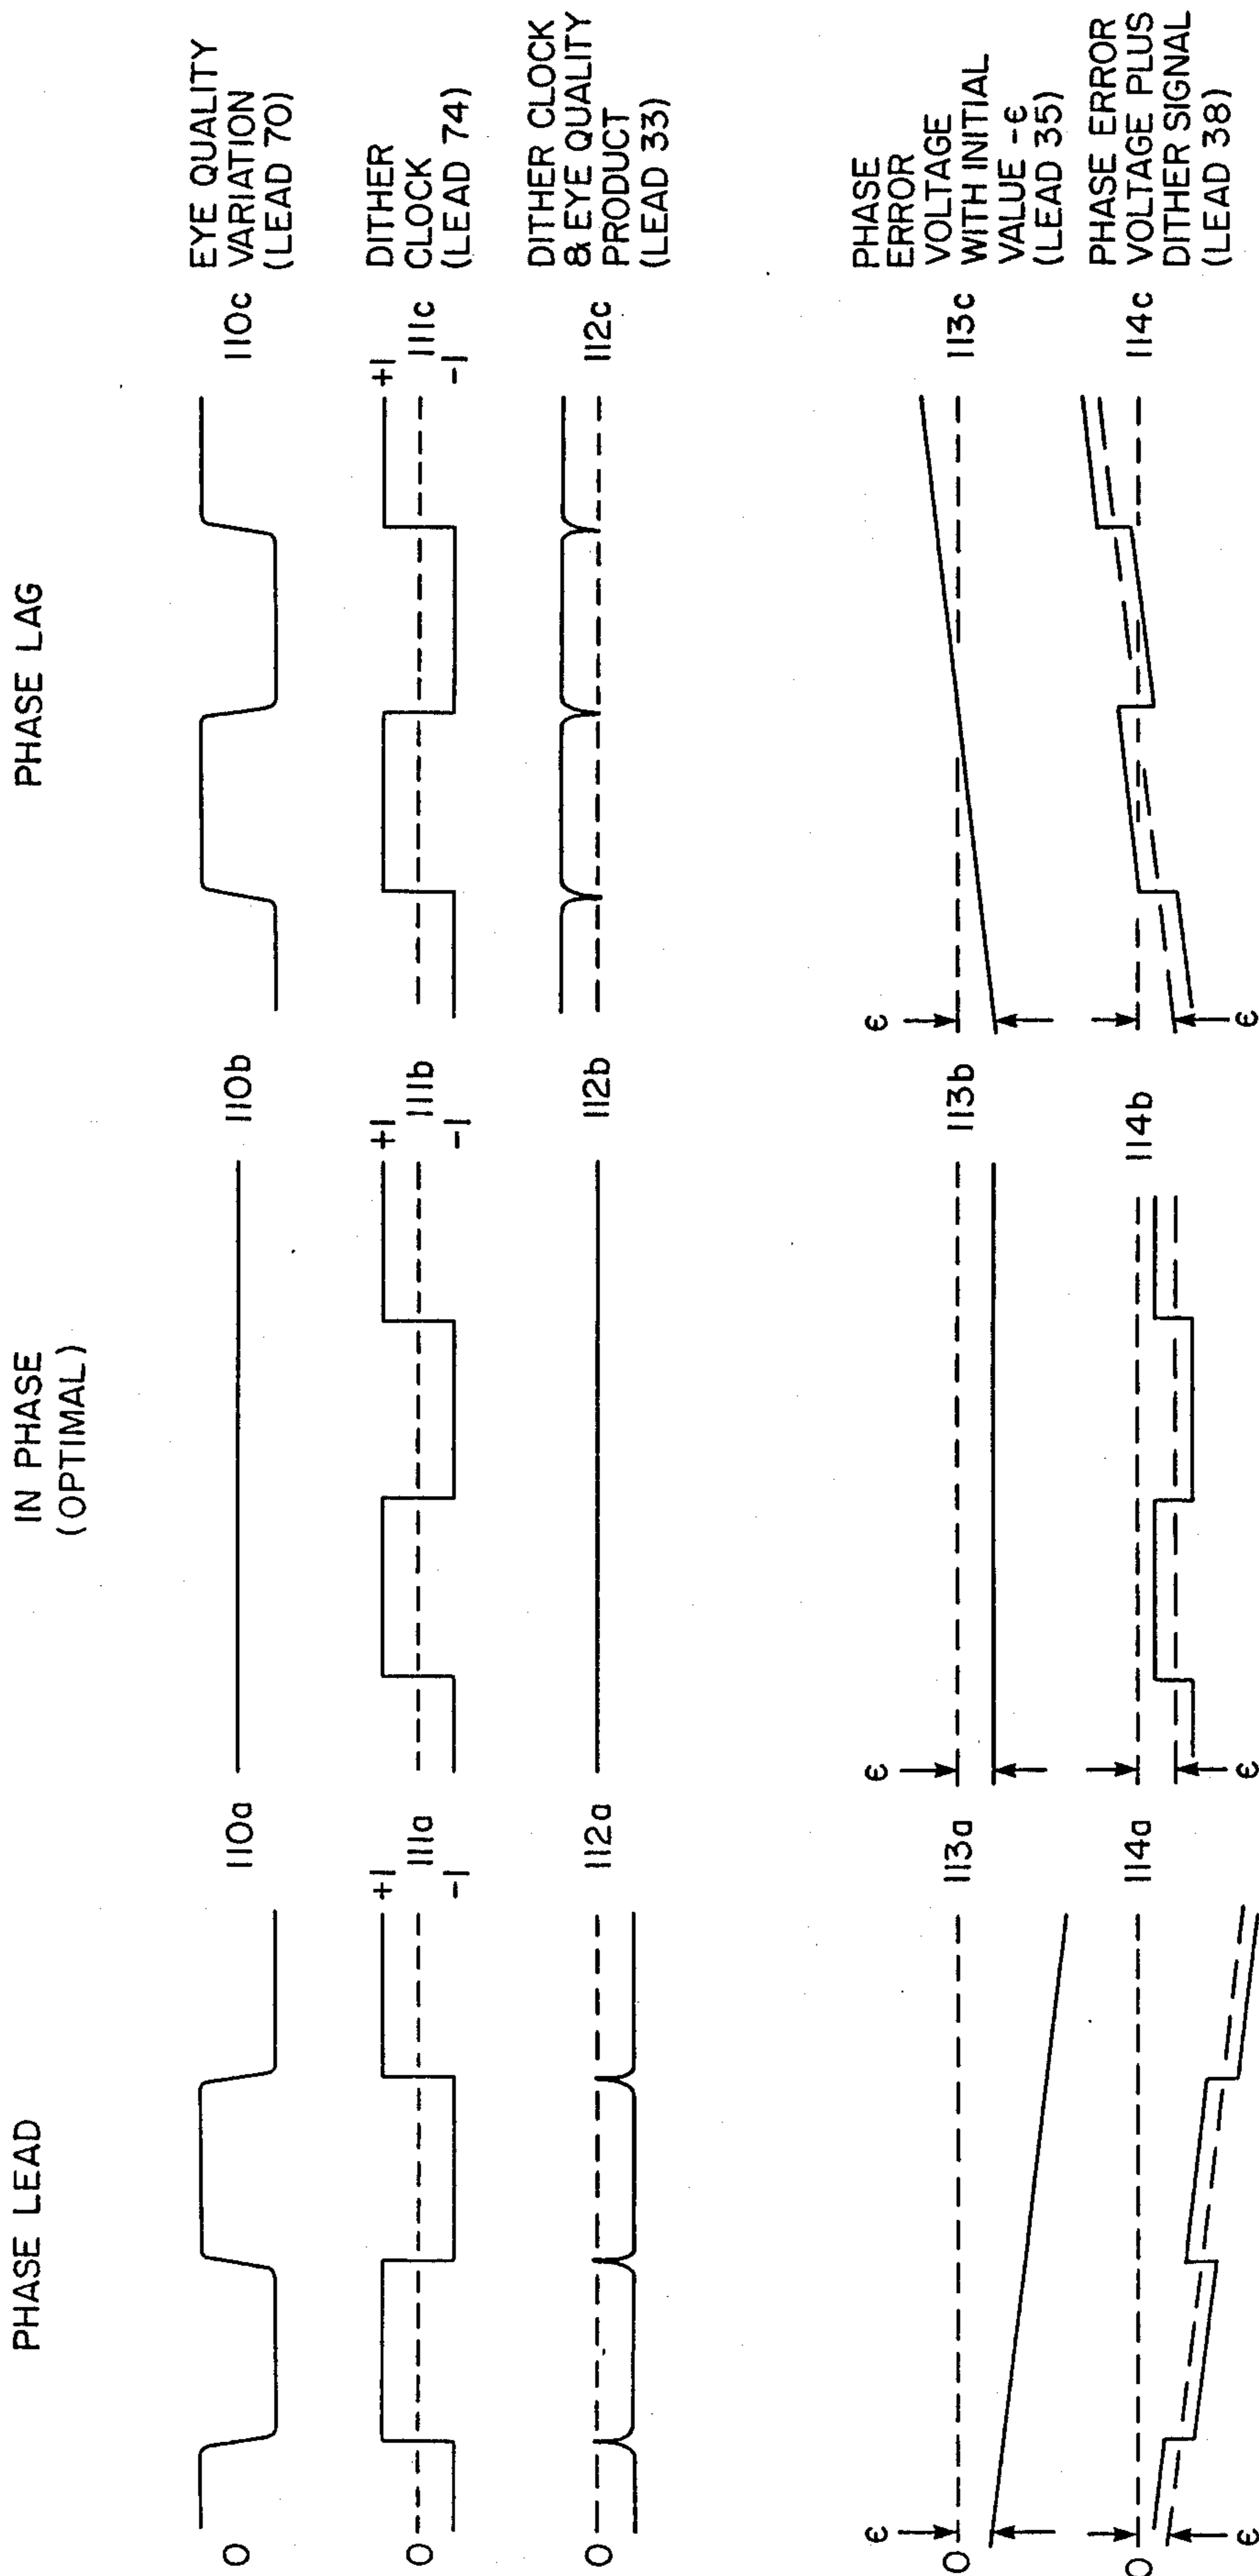 PHASE LEAD
IN PHASE
(OPTIMAL)
PHASE LAG
0
110a
110b
110c
EYE QUALITY
VARIATION
(LEAD 70)
0
+1
111a
-1
+1
111b
-1
+1
111c
-1
DITHER
CLOCK
(LEAD 74)
0
112a
112b
112c
DITHER CLOCK
& EYE QUALITY
PRODUCT
(LEAD 33)
ϵ
0
113a
ϵ
113b
ϵ
113c
PHASE
ERROR
VOLTAGE
WITH INITIAL
VALUE -ϵ
(LEAD 35)
0
ϵ
114a
ϵ
114b
ϵ
114c
PHASE ERROR
VOLTAGE PLUS
DITHER SIGNAL
(LEAD 38)